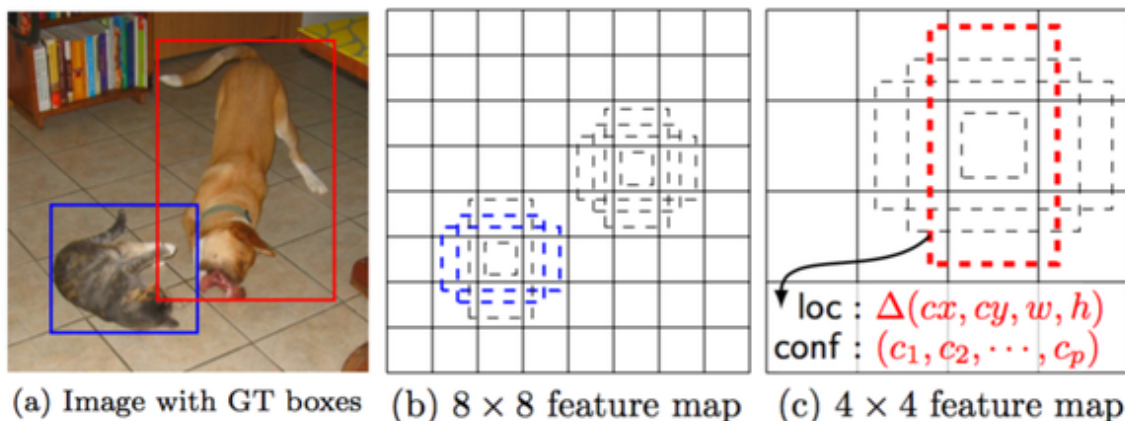 loc : Δ(cx, cy, w, h)
conf : (c₁, c₂, ⋯, cₚ)
(a) Image with GT boxes
(b) 8 × 8 feature map
(c) 4 × 4 feature map